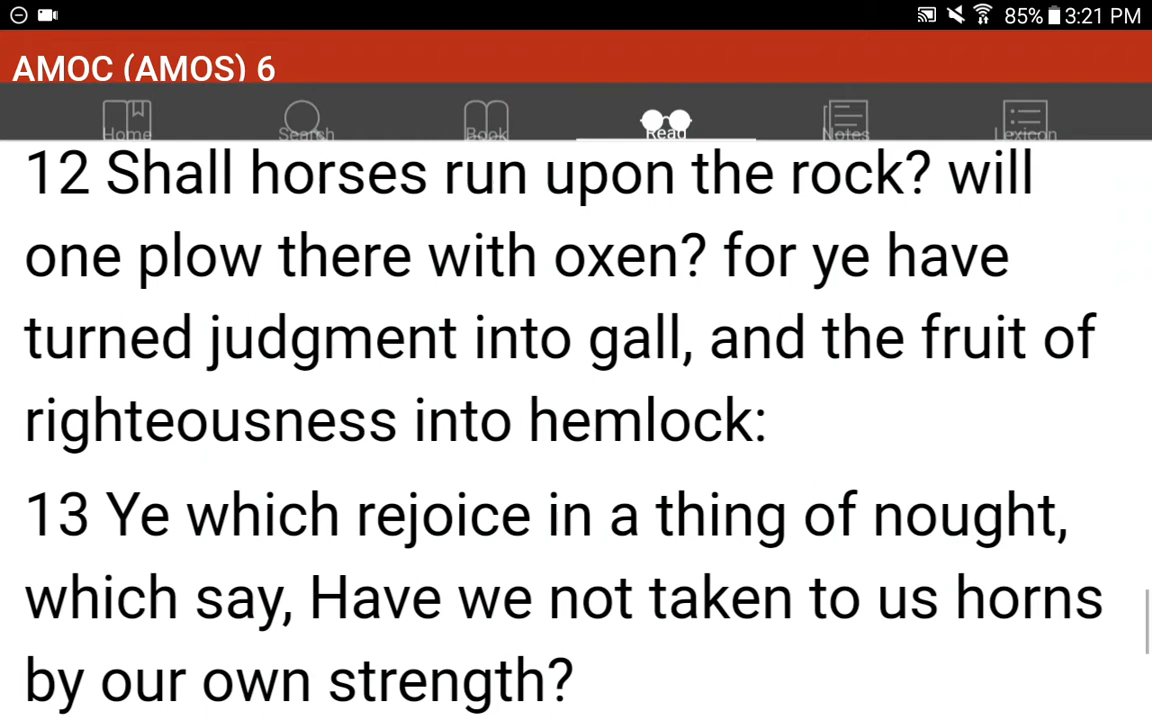 85% 3:21 PM
AMOC (AMOS) 6
Home Search Book Read Notes Lexicon
12 Shall horses run upon the rock? will
one plow there with oxen? for ye have
turned judgment into gall, and the fruit of
righteousness into hemlock:
13 Ye which rejoice in a thing of nought,
which say, Have we not taken to us horns
by our own strength?